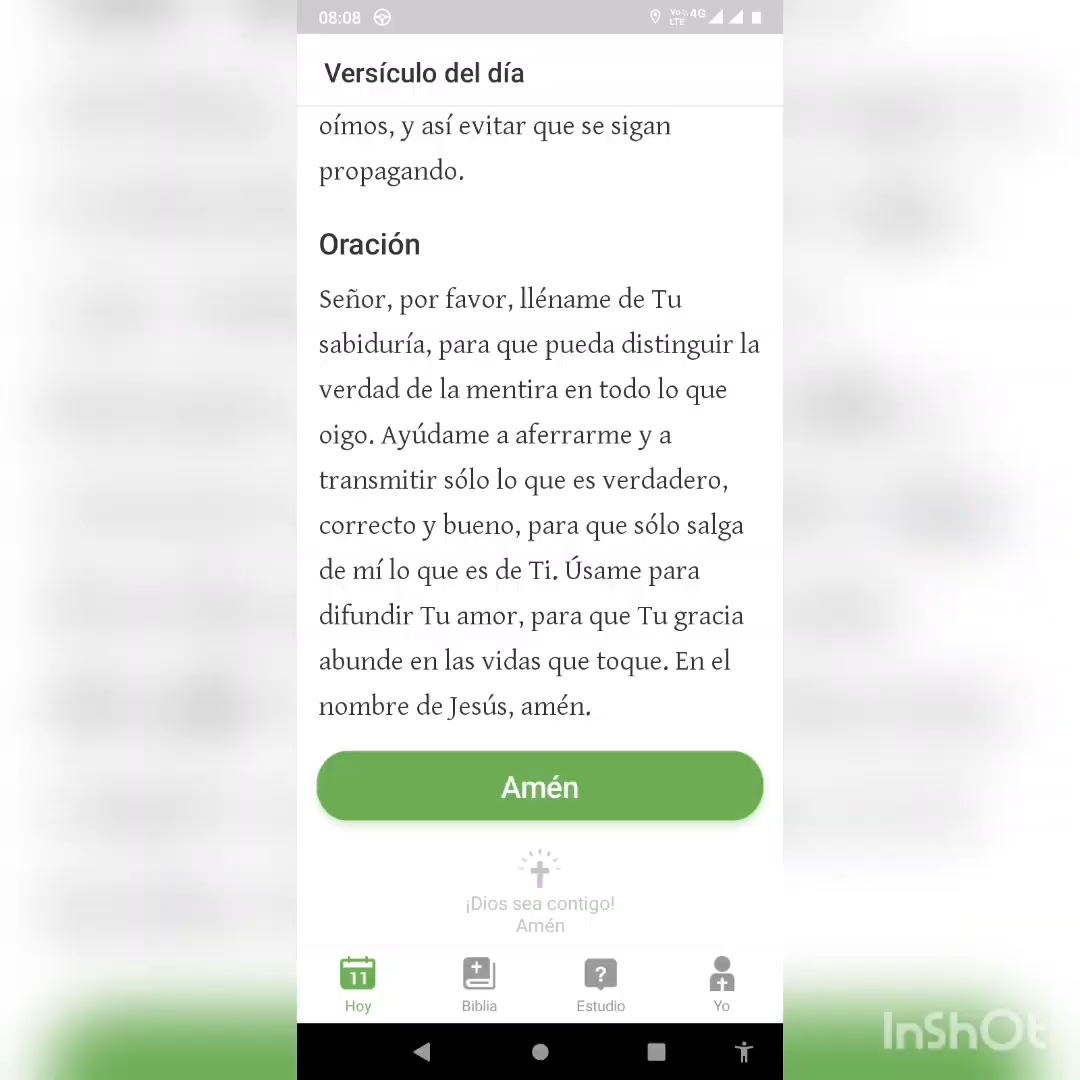 08:08 Vo 4G
LTE
Versículo del día
oímos, y así evitar que se sigan
propagando.
Oración
Señor, por favor, lléname de Tu
sabiduría, para que pueda distinguir la
verdad de la mentira en todo lo que
oigo. Ayúdame a aferrarme y a
transmitir sólo lo que es verdadero,
correcto y bueno, para que sólo salga
de mí lo que es de Ti. Úsame para
difundir Tu amor, para que Tu gracia
abunde en las vidas que toque. En el
nombre de Jesús, amén.
Amén
¡Dios sea contigo!
Amén
11 ?
Hoy Biblia Estudio Yo
InShOt